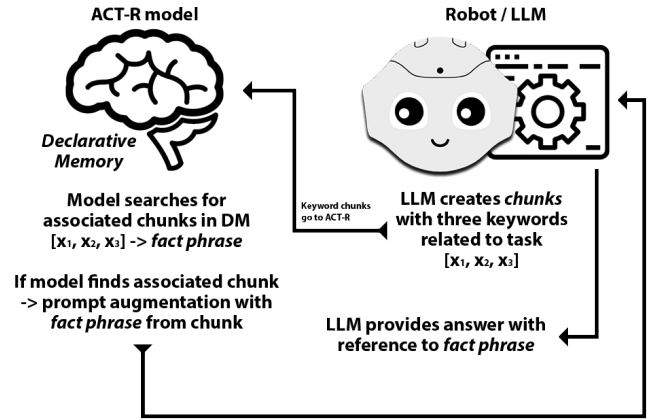 ACT-R model
Declarative
Memory
Model searches for
associated chunks in DM
[x₁, x₂, x₃] -> fact phrase
If model finds associated chunk
-> prompt augmentation with
fact phrase from chunk
Keyword chunks
go to ACT-R
Robot / LLM
LLM creates chunks
with three keywords
related to task
[x₁, x₂, x₃]
LLM provides answer with
reference to fact phrase